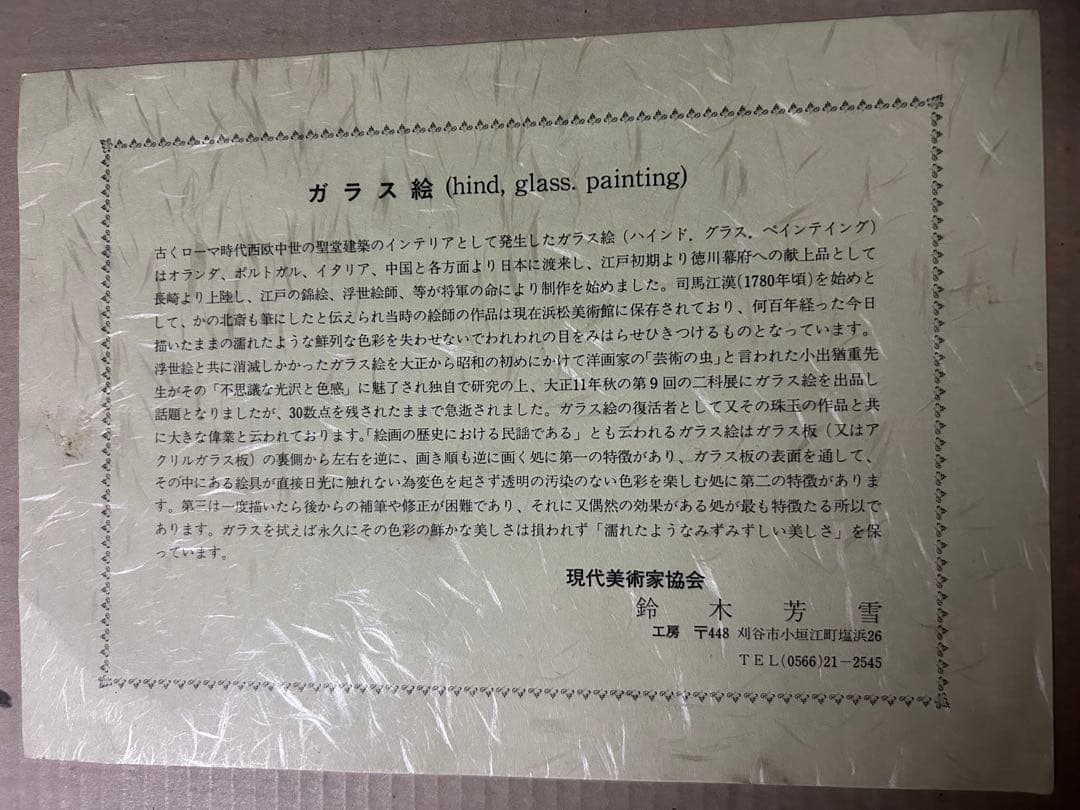 ガラス絵 (hind, glass. painting)
古くローマ時代西欧中世の聖堂建築のインテリアとして発生したガラス絵（ハインド．グラス．ペインテイング）
はオランダ、ポルトガル、イタリア、中国と各方面より日本に渡来し、江戸初期より徳川幕府への献上品として
長崎より上陸し、江戸の錦絵、浮世絵師、等が将軍の命により制作を始めました。司馬江漢(1780年頃)を始めと
して、かの北斎も筆にしたと伝えられ当時の絵師の作品は現在浜松美術館に保存されており、何百年経った今日
描いたままの濡れたような鮮列な色彩を失わせないでわれわれの目をみはらせひきつけるものとなっています。
浮世絵と共に消滅しかかったガラス絵を大正から昭和の初めにかけて洋画家の「芸術の虫」と言われた小出猶重先
生がその「不思議な光沢と色感」に魅了され独自で研究の上、大正11年秋の第９回の二科展にガラス絵を出品し
話題となりましたが、30数点を残されたままで急逝されました。ガラス絵の復活者として又その珠玉の作品と共
に大きな偉業と云われております。「絵画の歴史における民謡である」とも云われるガラス絵はガラス板（又はア
クリルガラス板）の裏側から左右を逆に、画き順も逆に画く処に第一の特徴があり、ガラス板の表面を通して、
その中にある絵具が直接日光に触れない為変色を起さず透明の汚染のない色彩を楽しむ処に第二の特徴がありま
す。第三は一度描いたら後からの補筆や修正が困難であり、それに又偶然の効果がある処が最も特徴たる所以で
あります。ガラスを拭えば永久にその色彩の鮮かな美しさは損われず「濡れたようなみずみずしい美しさ」を保
っています。
現代美術家協会
鈴木芳雪
工房 〒448 刈谷市小垣江町塩浜26
TEL(0566)21－2545